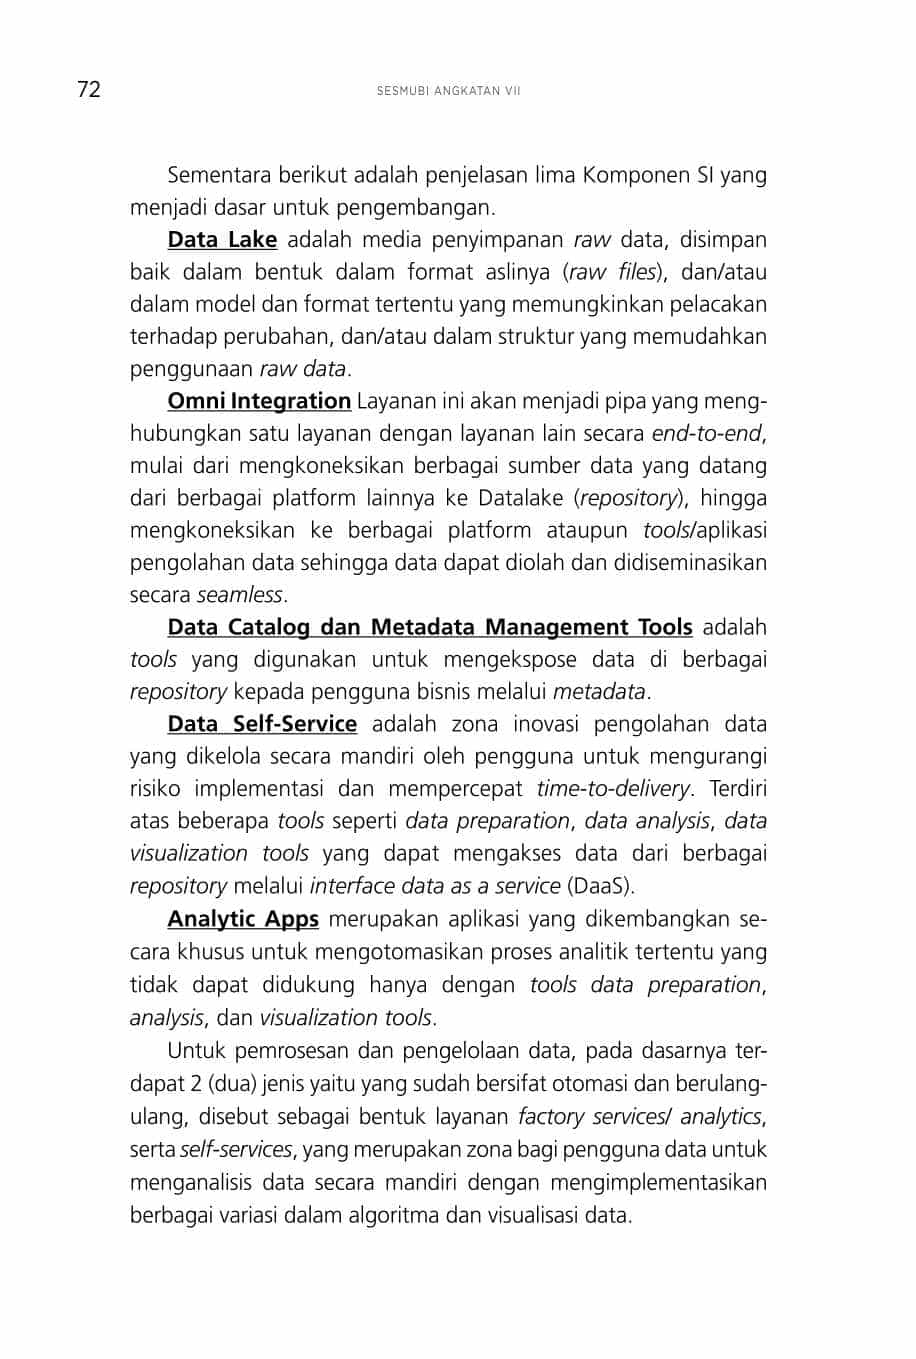 72
SESMUBI ANGKATAN VII
Sementara berikut adalah penjelasan lima Komponen SI yang
menjadi dasar untuk pengembangan.
Data Lake adalah media penyimpanan raw data, disimpan
baik dalam bentuk dalam format aslinya (raw files), dan/atau
dalam model dan format tertentu yang memungkinkan pelacakan
terhadap perubahan, dan/atau dalam struktur yang memudahkan
penggunaan raw data.
Omni Integration Layanan ini akan menjadi pipa yang meng-
hubungkan satu layanan dengan layanan lain secara end-to-end,
mulai dari mengkoneksikan berbagai sumber data yang datang
dari berbagai platform lainnya ke Datalake (repository), hingga
mengkoneksikan ke berbagai platform ataupun tools/aplikasi
pengolahan data sehingga data dapat diolah dan didiseminasikan
secara seamless.
Data Catalog dan Metadata Management Tools adalah
tools yang digunakan untuk mengekspose data di berbagai
repository kepada pengguna bisnis melalui metadata.
Data Self-Service adalah zona inovasi pengolahan data
yang dikelola secara mandiri oleh pengguna untuk mengurangi
risiko implementasi dan mempercepat time-to-delivery. Terdiri
atas beberapa tools seperti data preparation, data analysis, data
visualization tools yang dapat mengakses data dari berbagai
repository melalui interface data as a service (DaaS).
Analytic Apps merupakan aplikasi yang dikembangkan se-
cara khusus untuk mengotomasikan proses analitik tertentu yang
tidak dapat didukung hanya dengan tools data preparation,
analysis, dan visualization tools.
Untuk pemrosesan dan pengelolaan data, pada dasarnya ter-
dapat 2 (dua) jenis yaitu yang sudah bersifat otomasi dan berulang-
ulang, disebut sebagai bentuk layanan factory services/ analytics,
serta self-services, yang merupakan zona bagi pengguna data untuk
menganalisis data secara mandiri dengan mengimplementasikan
berbagai variasi dalam algoritma dan visualisasi data.